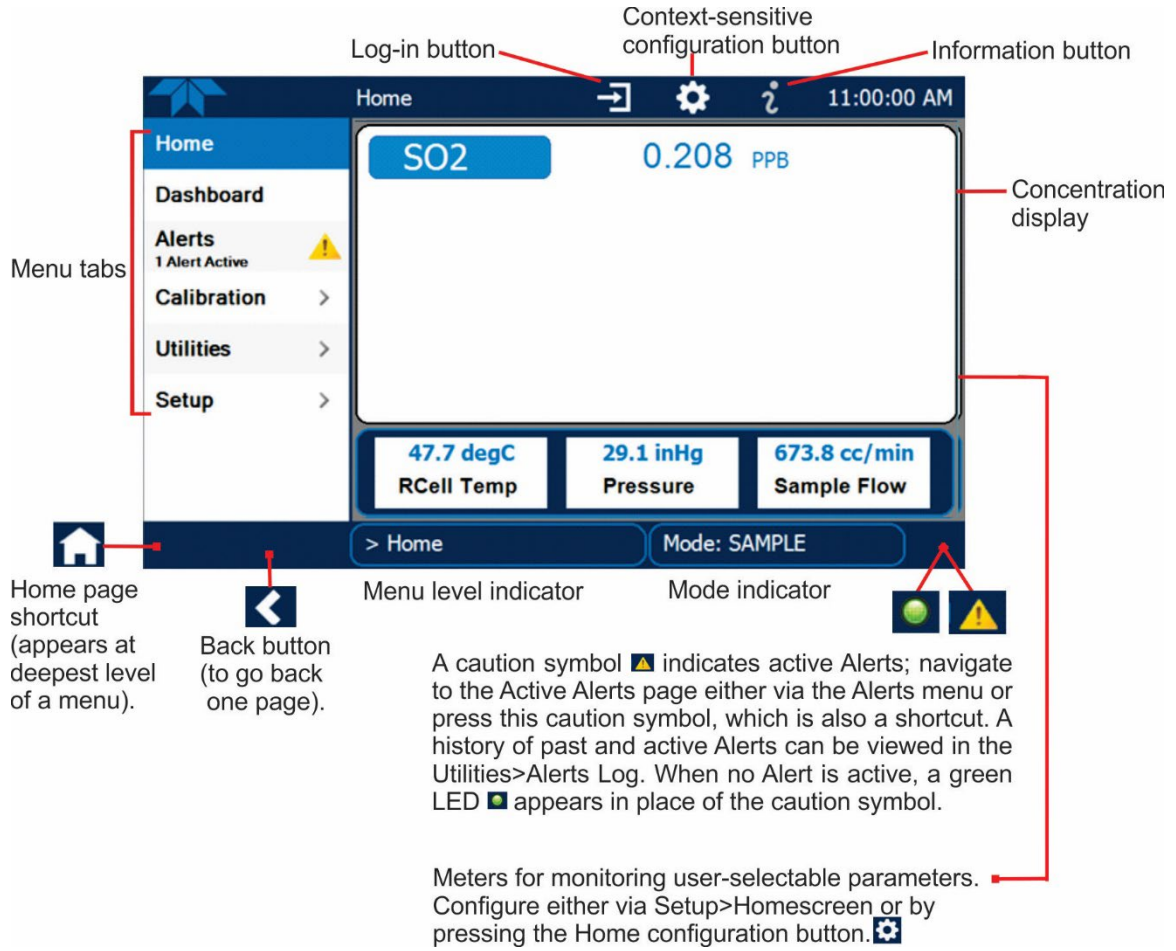 Context-sensitive
configuration button
Log-in button
Information button
Home
11:00:00 AM
Home
Dashboard
Alerts
1 Alert Active
Calibration
Utilities
Setup
Menu tabs
SO2 0.208 PPB
Concentration
display
47.7 degC
RCell Temp
29.1 inHg
Pressure
673.8 cc/min
Sample Flow
> Home
Mode: SAMPLE
Menu level indicator
Mode indicator
Home page
shortcut
(appears at
deepest level
of a menu).
Back button
(to go back
one page).
A caution symbol indicates active Alerts; navigate
to the Active Alerts page either via the Alerts menu or
press this caution symbol, which is also a shortcut. A
history of past and active Alerts can be viewed in the
Utilities>Alerts Log. When no Alert is active, a green
LED appears in place of the caution symbol.
Meters for monitoring user-selectable parameters.
Configure either via Setup>Homescreen or by
pressing the Home configuration button.